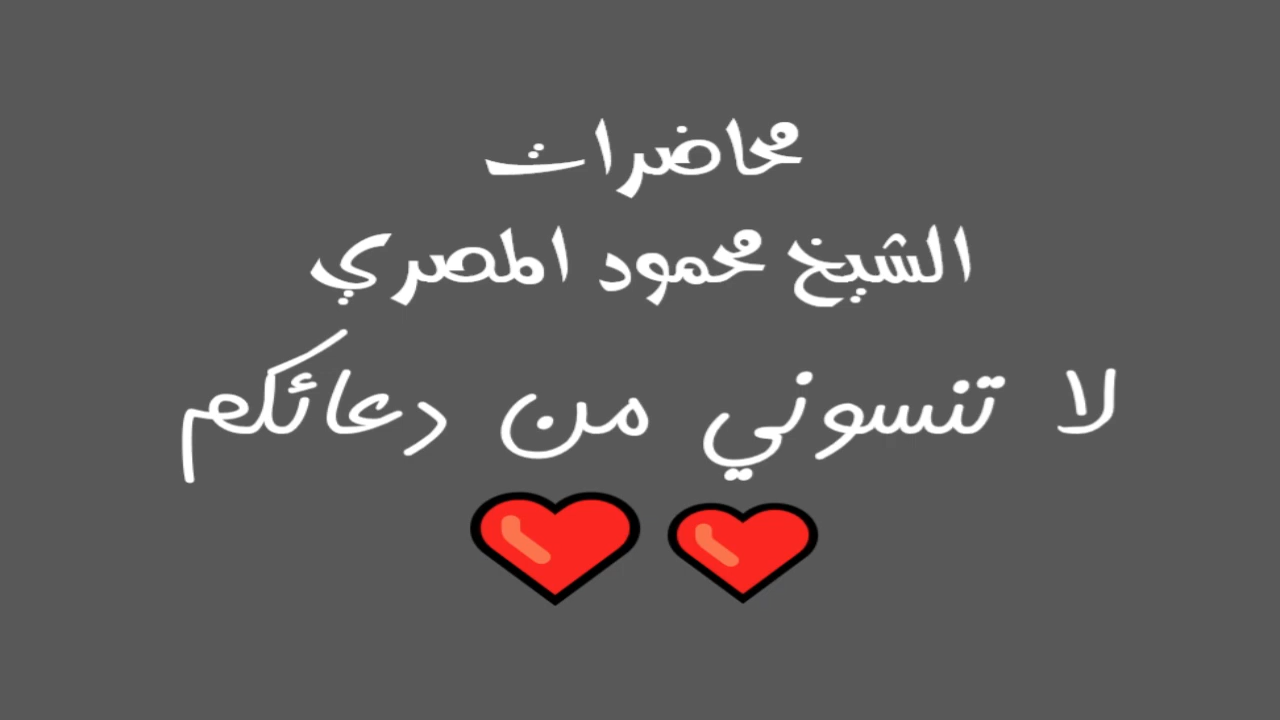 محاضرات
الشيخ محمود المصري
لا تنسوني من دعائكم